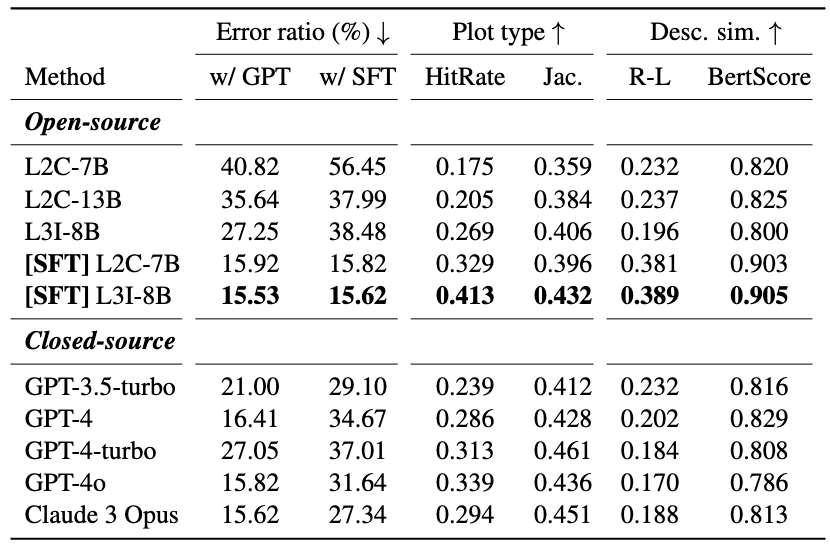 Error ratio (%) ↓ Plot type ↑ Desc. sim. ↑
Method w/ GPT w/ SFT HitRate Jac. R-L BertScore
Open-source
L2C-7B 40.82 56.45 0.175 0.359 0.232 0.820
L2C-13B 35.64 37.99 0.205 0.384 0.237 0.825
L3I-8B 27.25 38.48 0.269 0.406 0.196 0.800
[SFT] L2C-7B 15.92 15.82 0.329 0.396 0.381 0.903
[SFT] L3I-8B 15.53 15.62 0.413 0.432 0.389 0.905
Closed-source
GPT-3.5-turbo 21.00 29.10 0.239 0.412 0.232 0.816
GPT-4 16.41 34.67 0.286 0.428 0.202 0.829
GPT-4-turbo 27.05 37.01 0.313 0.461 0.184 0.808
GPT-4o 15.82 31.64 0.339 0.436 0.170 0.786
Claude 3 Opus 15.62 27.34 0.294 0.451 0.188 0.813